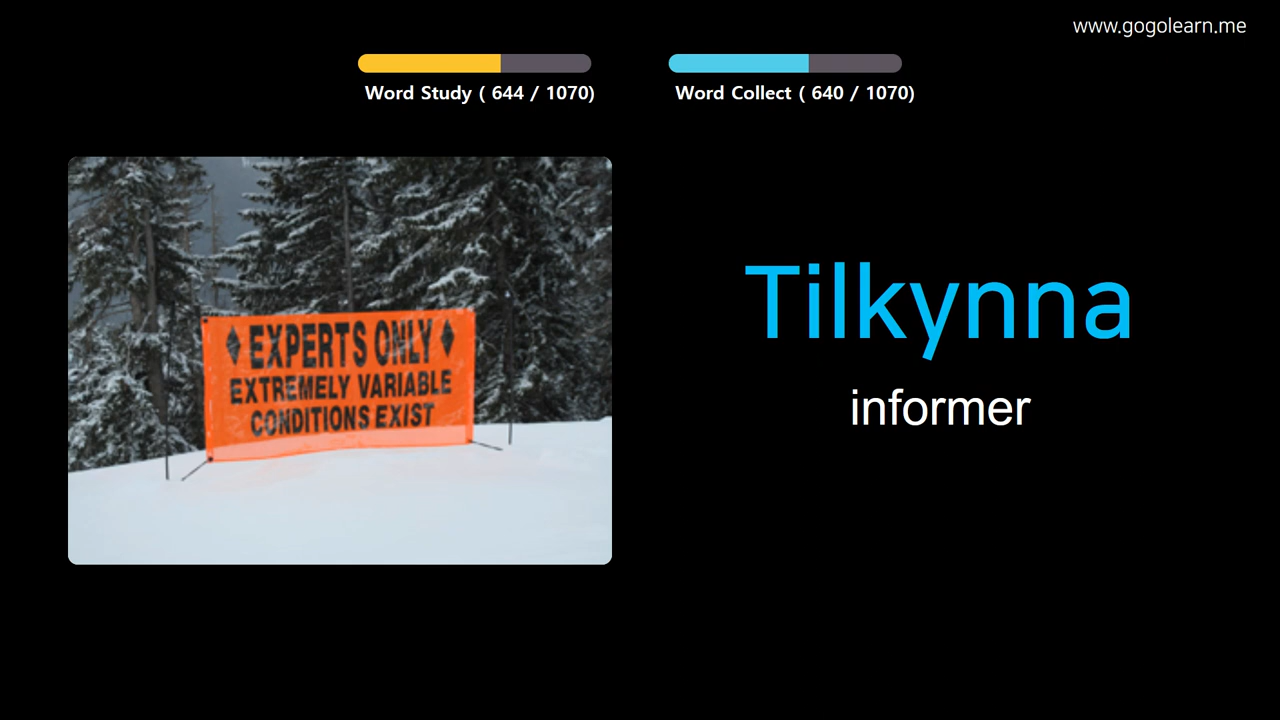 www.gogolearn.me
Word Study ( 644 / 1070)
Word Collect ( 640 / 1070)
EXPERTS ONLY
EXTREMELY VARIABLE
CONDITIONS EXIST
Tilkynna
informer